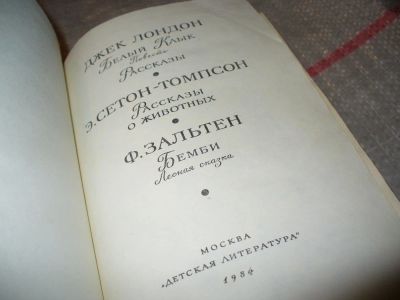 ДЖЕК ЛОНДОН
БЕЛЫЙ КЛЫК
Повесть
РАССКАЗЫ
Э. СЕТОН-ТОМПСОН
РАССКАЗЫ
О ЖИВОТНЫХ
Ф. ЗАЛЬТЕН
БЕМБИ
Лесная сказка
МОСКВА
"ДЕТСКАЯ ЛИТЕРАТУРА"
1984